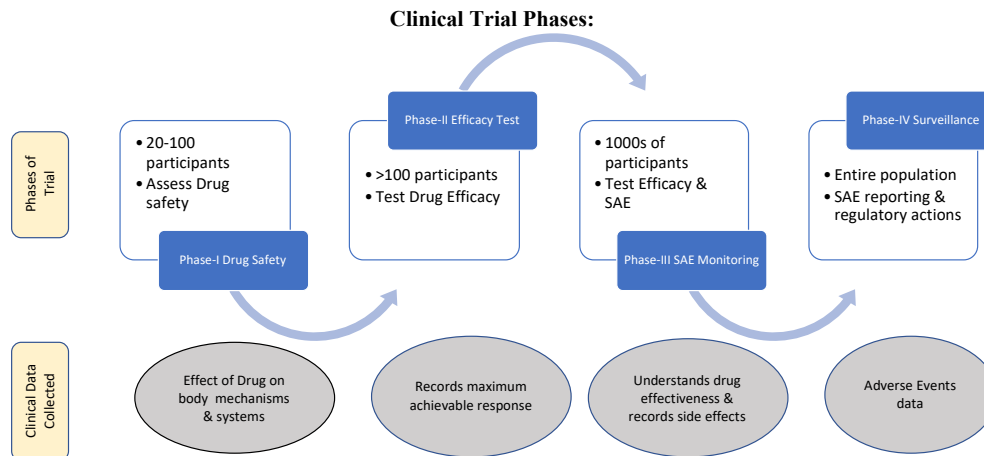 Clinical Trial Phases:
Phases of
Trial
• 20-100
participants
• Assess Drug
safety
Phase-I Drug Safety
Phase-II Efficacy Test
• >100 participants
• Test Drug Efficacy
• 1000s of
participants
• Test Efficacy &
SAE
Phase-III SAE Monitoring
Phase-IV Surveillance
• Entire population
• SAE reporting &
regulatory actions
Clinical Data
Collected
Effect of Drug on
body mechanisms
& systems
Records maximum
achievable response
Understands drug
effectiveness &
records side effects
Adverse Events
data